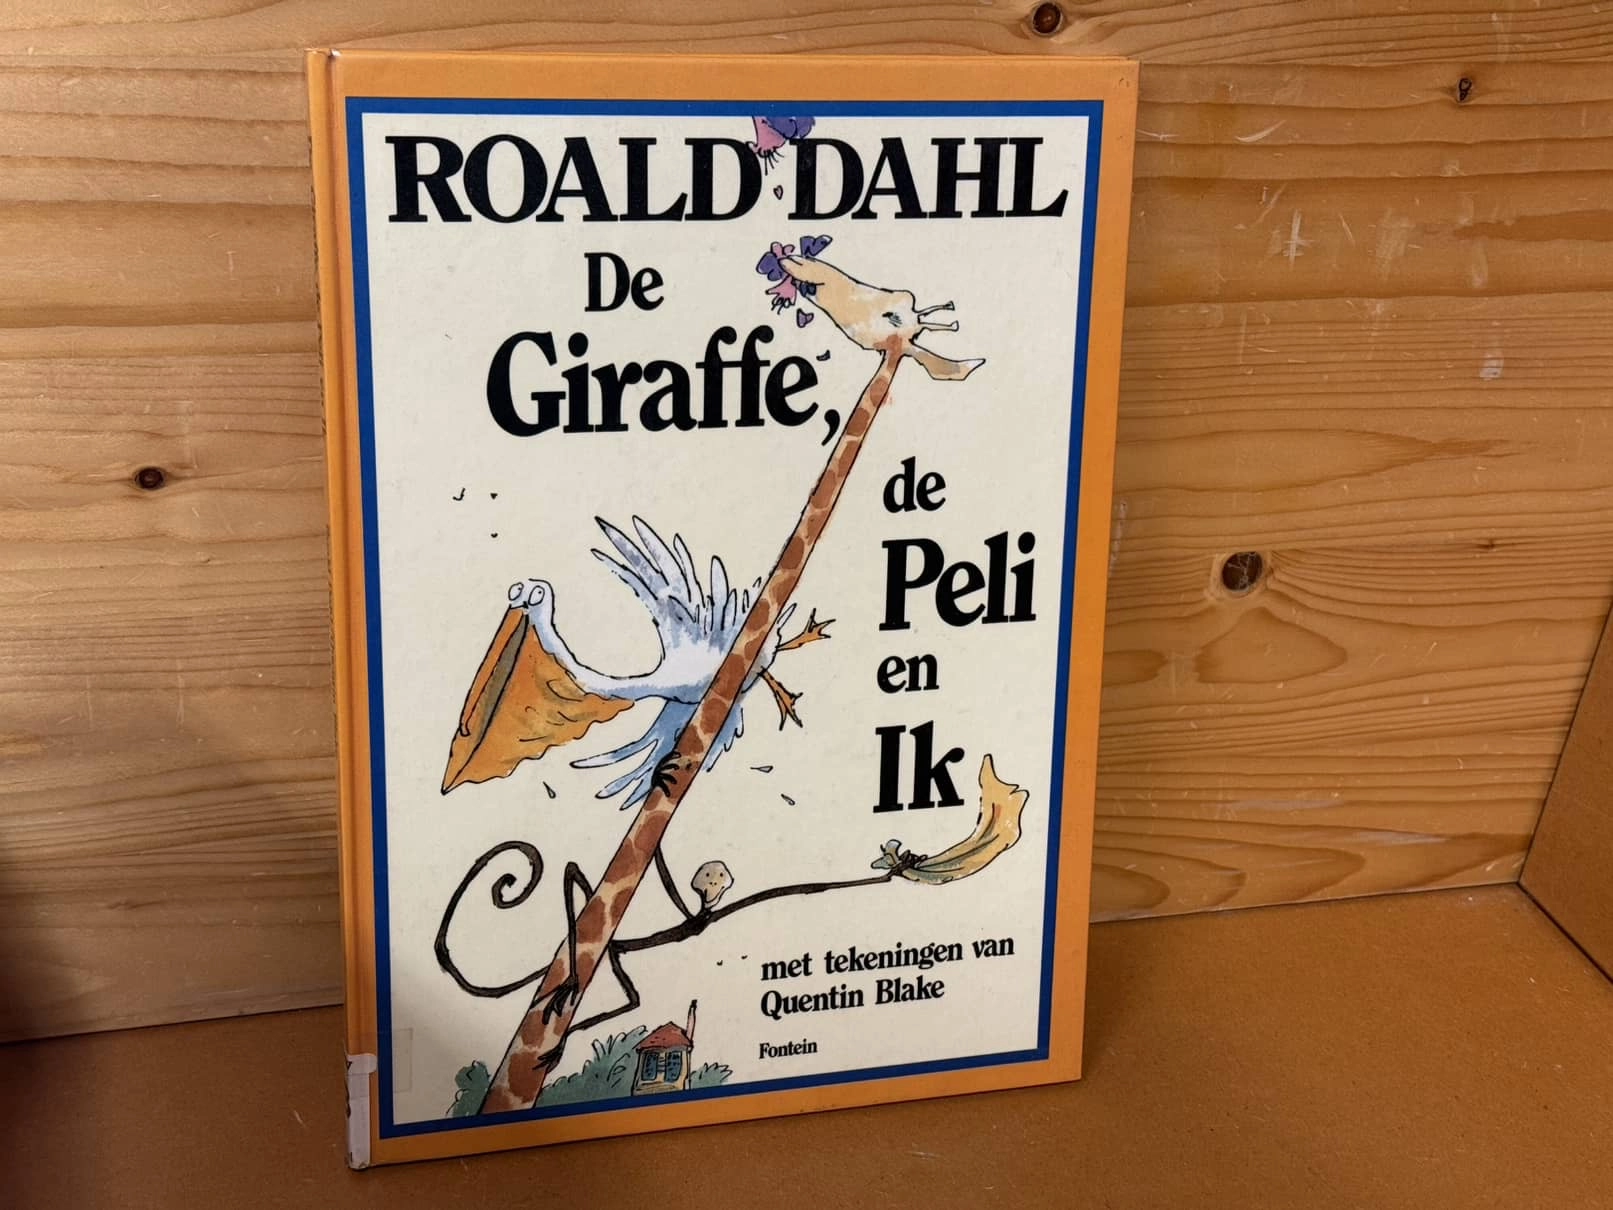 ROALD DAHL
De
Giraffe,
de
Peli
en
Ik
met tekeningen van
Quentin Blake
Fontein